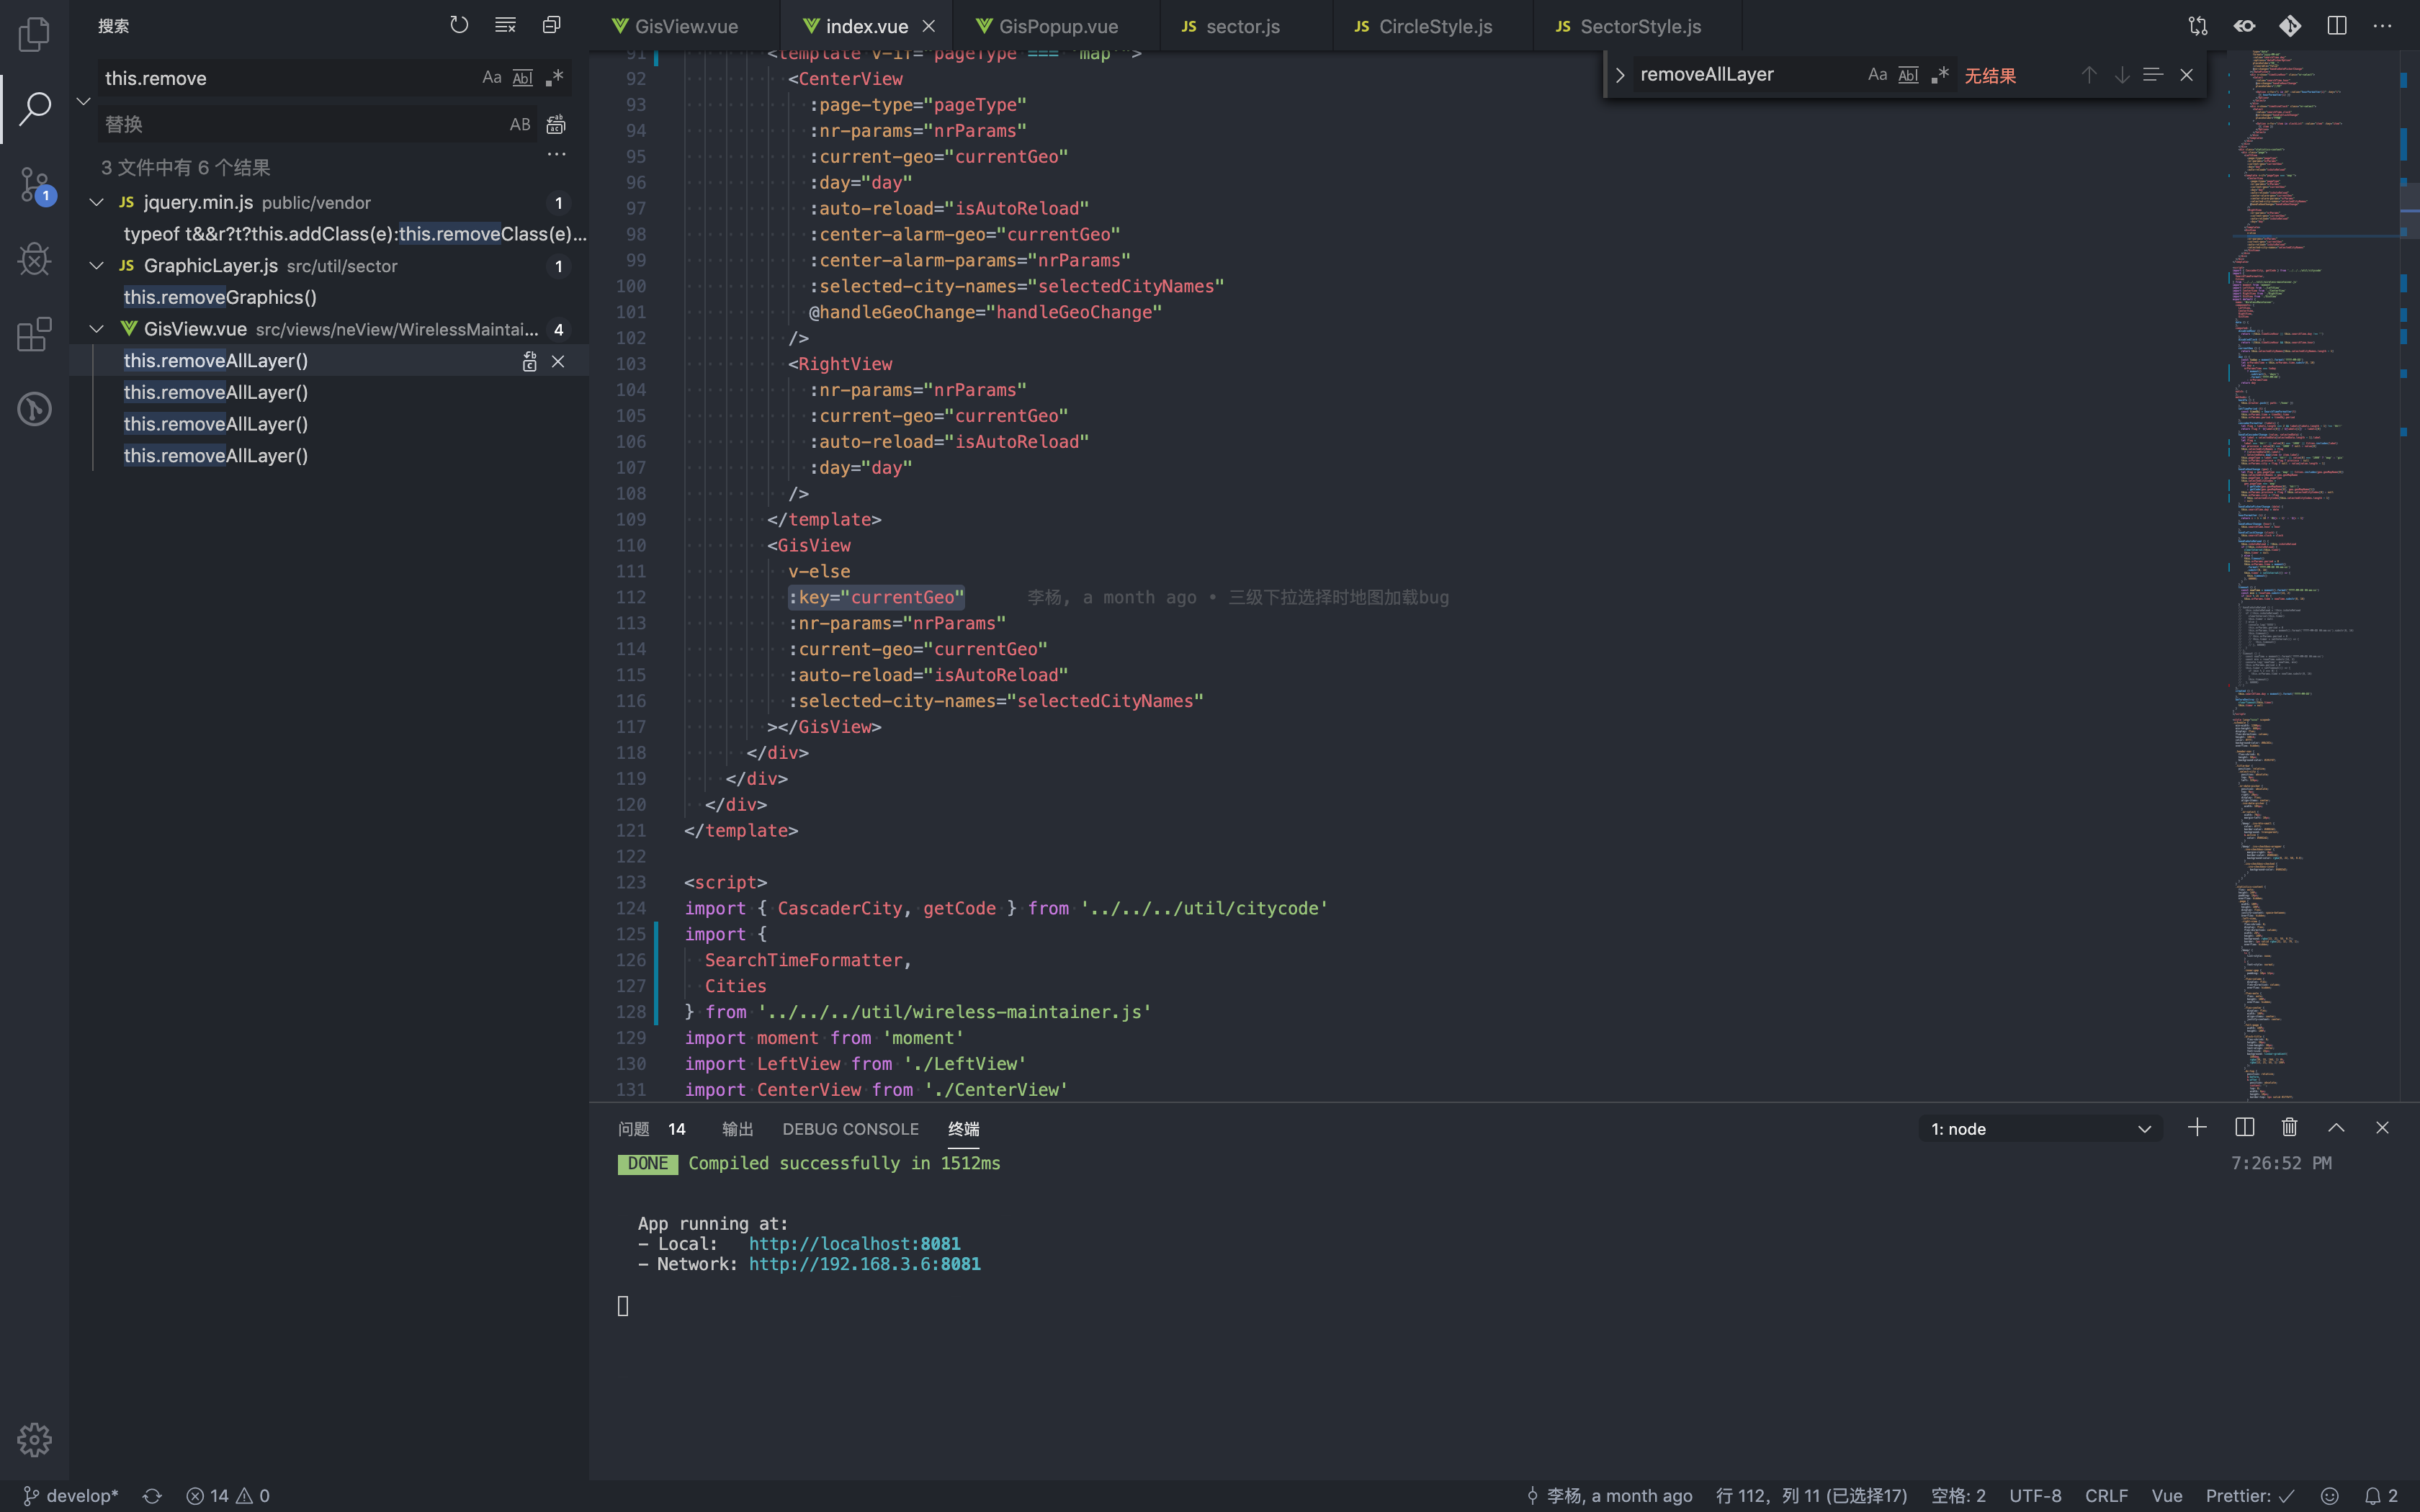 搜索
this.remove
Aa
Abl
.*
替换
AB
3 文件中有 6 个结果
JS jquery.min.js public/vendor 1
typeof t&&r?t?this.addClass(e):this.removeClass(e)...
JS GraphicLayer.js src/util/sector 1
this.removeGraphics()
GisView.vue src/views/neView/WirelessMaintai... 4
this.removeAllLayer()
this.removeAllLayer()
this.removeAllLayer()
this.removeAllLayer()
1
GisView.vue
index.vue
GisPopup.vue
JS sector.js
JS CircleStyle.js
JS SectorStyle.js
removeAllLayer
Aa
Abl
.*
无结果
91 <template v-if="pageType === 'map'">
92 <CenterView
93 :page-type="pageType"
94 :nr-params="nrParams"
95 :current-geo="currentGeo"
96 :day="day"
97 :auto-reload="isAutoReload"
98 :center-alarm-geo="currentGeo"
99 :center-alarm-params="nrParams"
100 :selected-city-names="selectedCityNames"
101 @handleGeoChange="handleGeoChange"
102 />
103 <RightView
104 :nr-params="nrParams"
105 :current-geo="currentGeo"
106 :auto-reload="isAutoReload"
107 :day="day"
108 />
109 </template>
110 <GisView
111 v-else
112 :key="currentGeo" 李杨, a month ago • 三级下拉选择时地图加载bug
113 :nr-params="nrParams"
114 :current-geo="currentGeo"
115 :auto-reload="isAutoReload"
116 :selected-city-names="selectedCityNames"
117 ></GisView>
118 </div>
119 </div>
120 </div>
121 </template>
122
123 <script>
124 import { CascaderCity, getCode } from '../../../util/citycode'
125 import {
126 SearchTimeFormatter,
127 Cities
128 } from '../../../util/wireless-maintainer.js'
129 import moment from 'moment'
130 import LeftView from './LeftView'
131 import CenterView from './CenterView'
问题 14 输出 DEBUG CONSOLE 终端
1: node
DONE Compiled successfully in 1512ms 7:26:52 PM
App running at:
- Local: http://localhost:8081
- Network: http://192.168.3.6:8081
develop* 14 0
李杨, a month ago 行 112，列 11 (已选择17) 空格: 2 UTF-8 CRLF Vue Prettier: ✓ 2